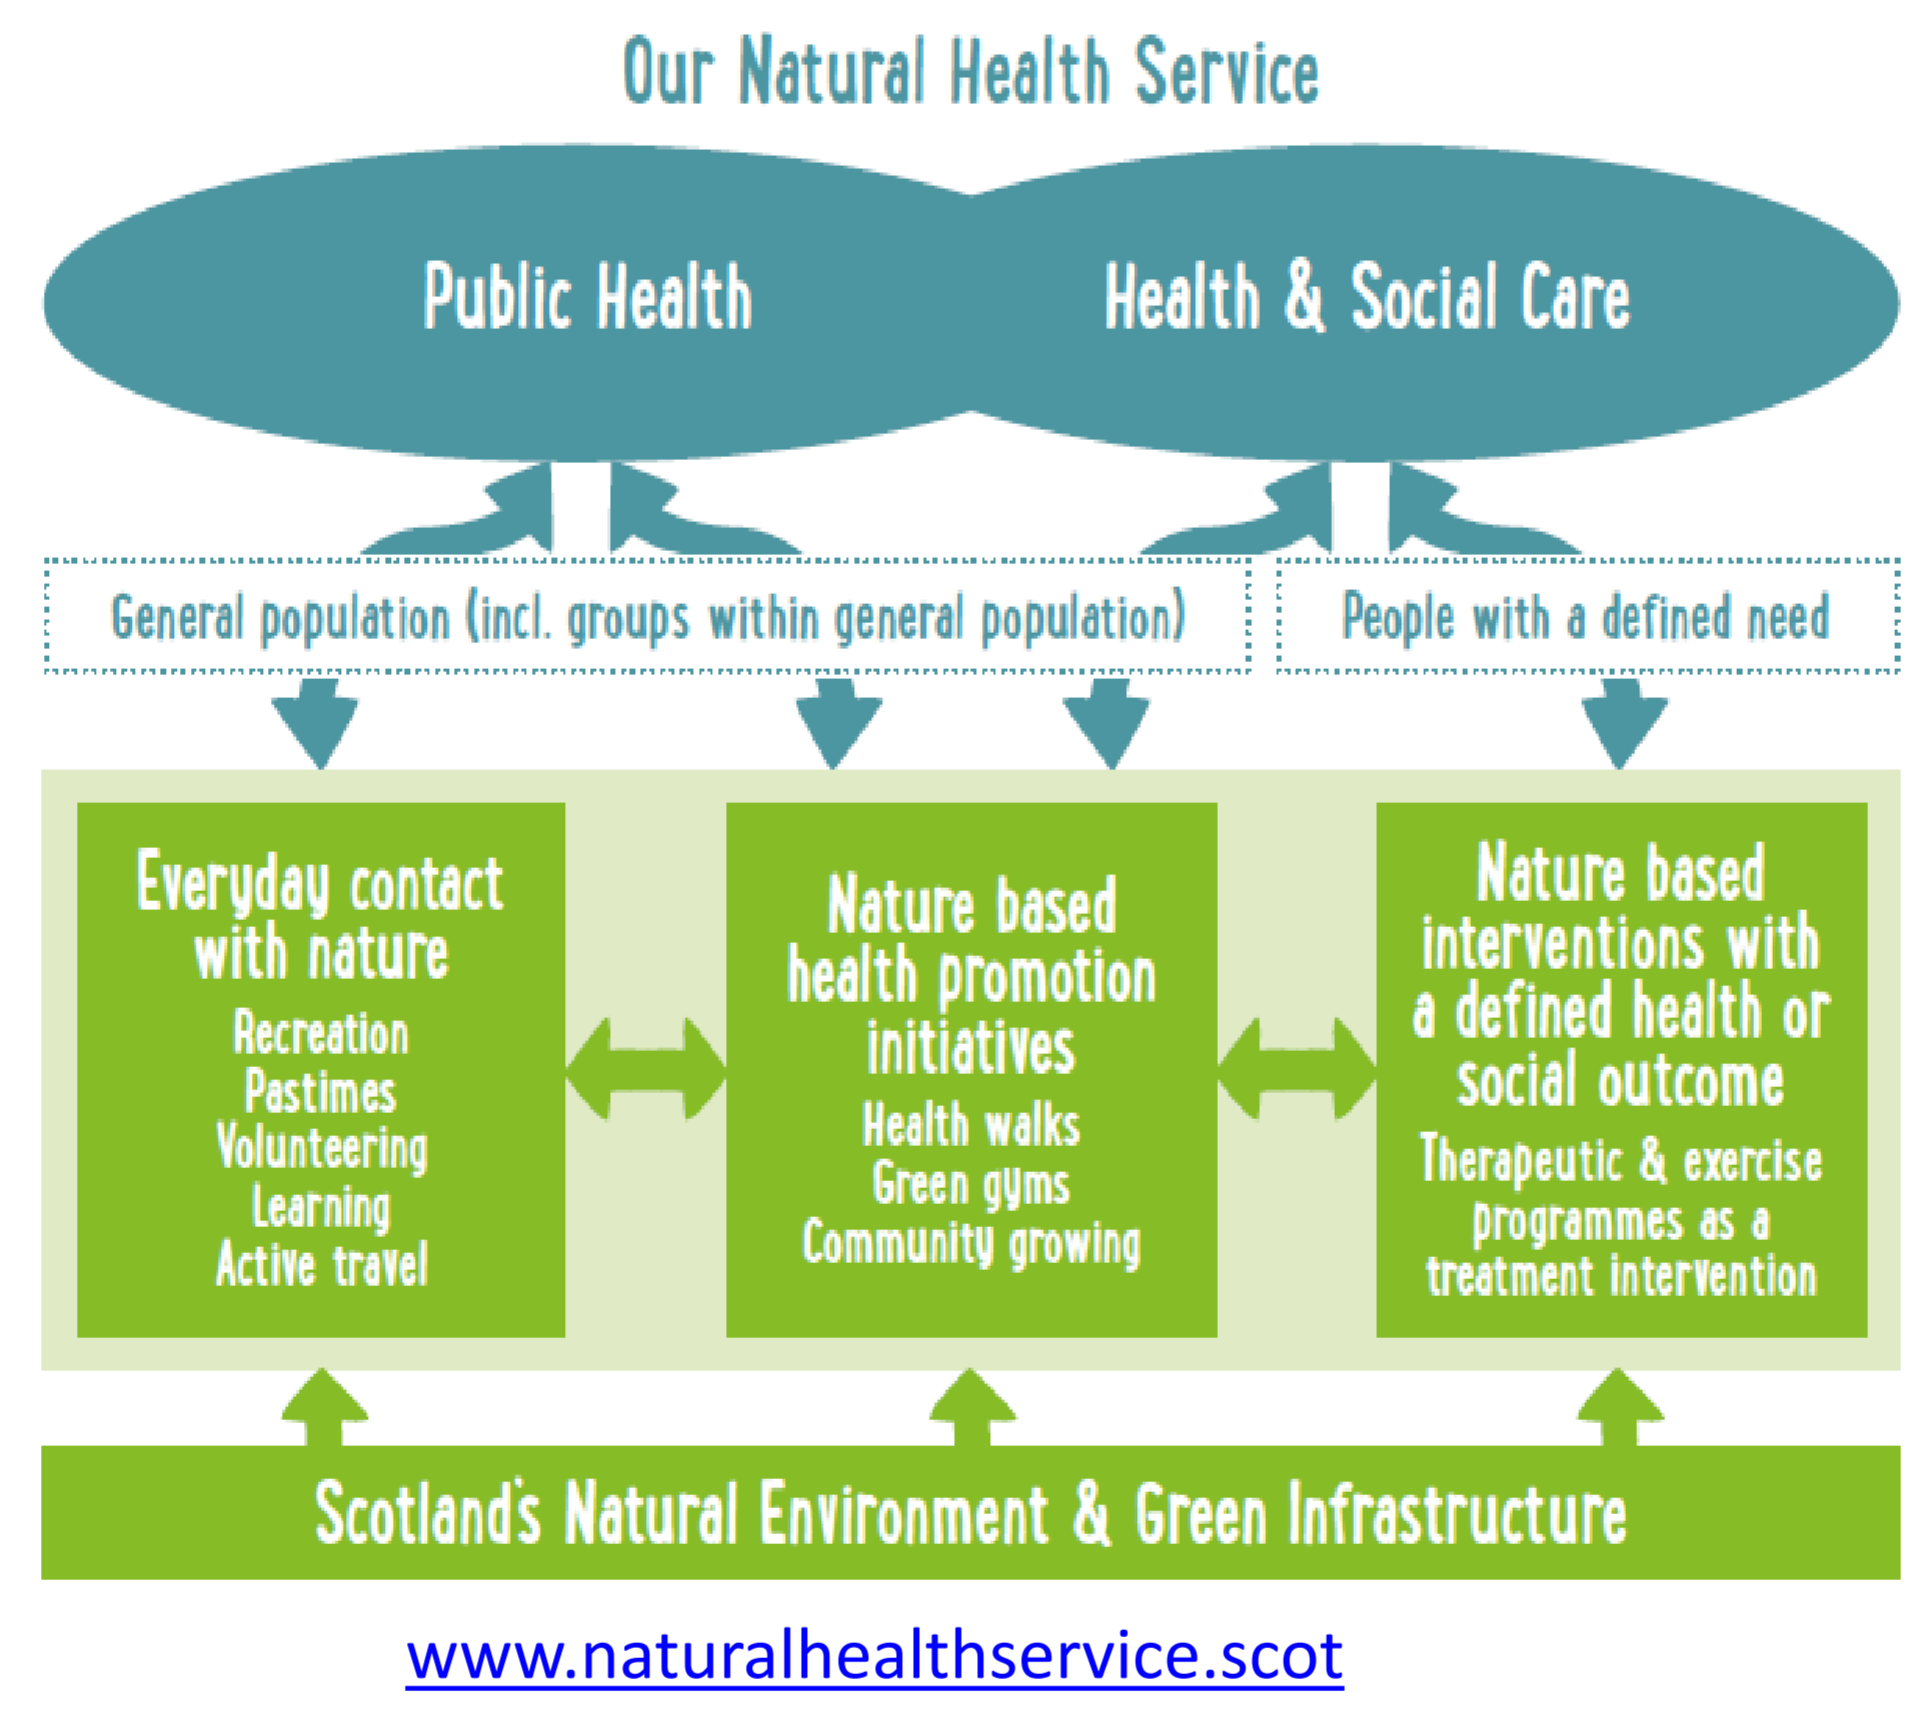 Our Natural Health Service
Public Health
Health & Social Care
General population (incl. groups within general population)
People with a defined need
Everyday contact
with nature
Recreation
Pastimes
Volunteering
Learning
Active travel
Nature based
health promotion
initiatives
Health walks
Green gyms
Community growing
Nature based
interventions with
a defined health or
social outcome
Therapeutic & exercise
programmes as a
treatment intervention
Scotland's Natural Environment & Green Infrastructure
www.naturalhealthservice.scot